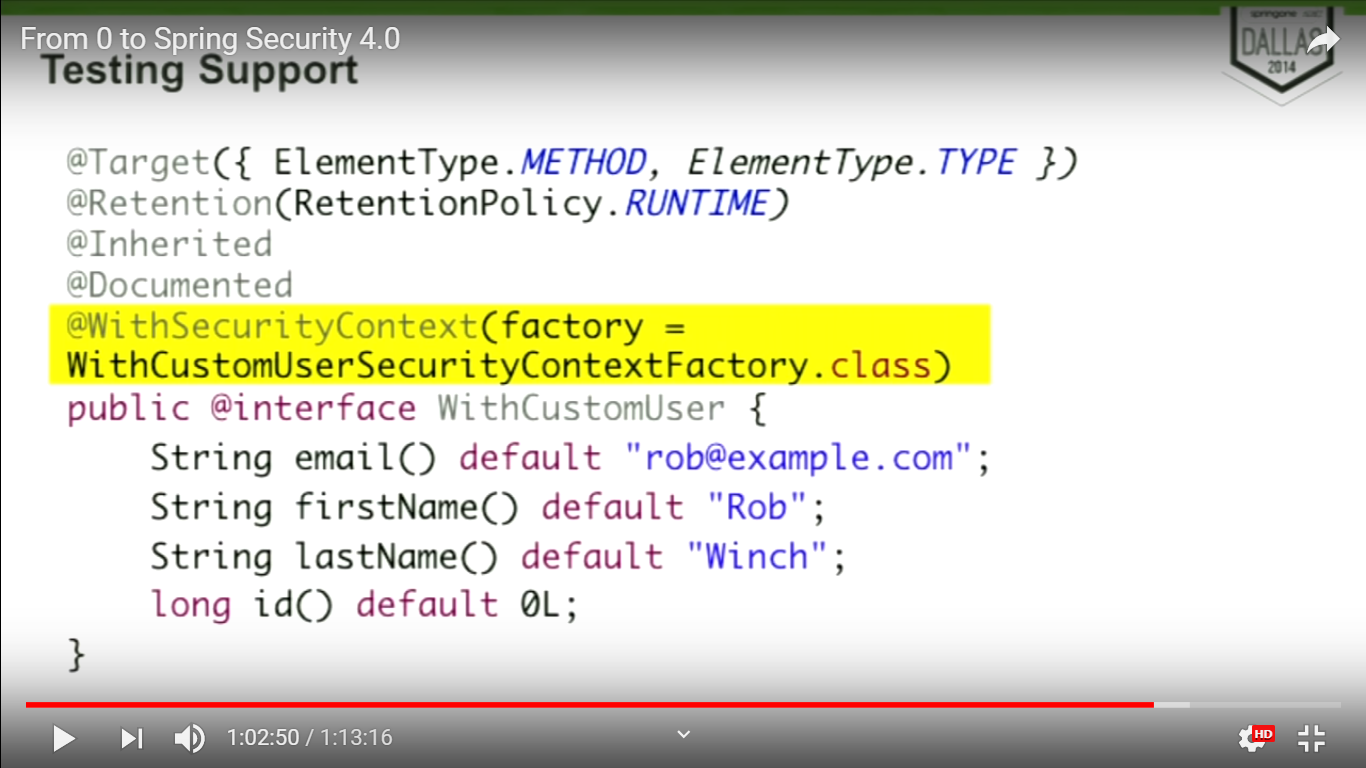 From 0 to Spring Security 4.0
springone
DALLAS
2014
Testing Support
@Target({ ElementType.METHOD, ElementType.TYPE })
@Retention(RetentionPolicy.RUNTIME)
@Inherited
@Documented
@WithSecurityContext(factory =
WithCustomUserSecurityContextFactory.class)
public @interface WithCustomUser {
String email() default "rob@example.com";
String firstName() default "Rob";
String lastName() default "Winch";
long id() default 0L;
}
1:02:50 / 1:13:16
HD